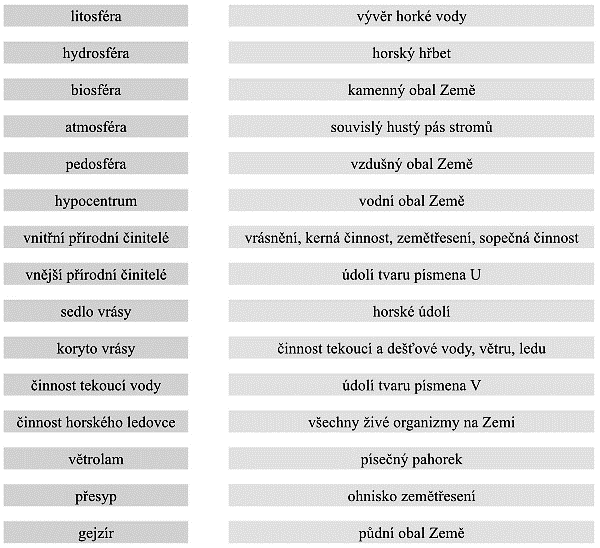 litosféra vývěr horké vody
hydrosféra horský hřbet
biosféra kamenný obal Země
atmosféra souvislý hustý pás stromů
pedosféra vzdušný obal Země
hypocentrum vodní obal Země
vnitřní přírodní činitelé vrásnění, kerná činnost, zemětřesení, sopečná činnost
vnější přírodní činitelé údolí tvaru písmena U
sedlo vrásy horské údolí
koryto vrásy činnost tekoucí a dešťové vody, větru, ledu
činnost tekoucí vody údolí tvaru písmena V
činnost horského ledovce všechny živé organizmy na Zemi
větrolam písečný pahorek
přesyp ohnisko zemětřesení
gejzír půdní obal Země